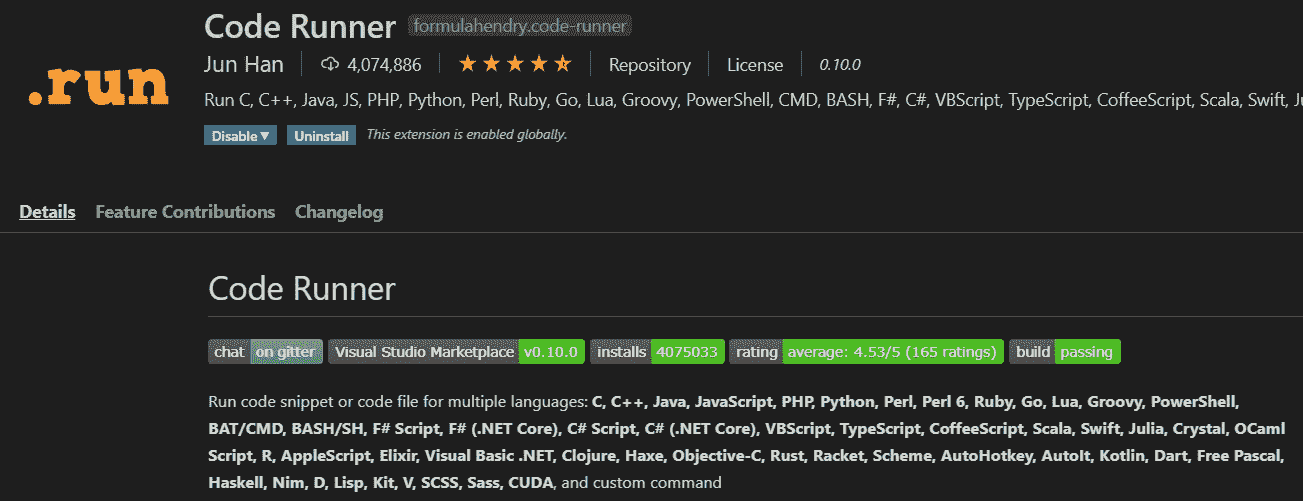 .run
Code Runner formulahendry.code-runner
Jun Han 4,074,886 Repository License 0.10.0
Run C, C++, Java, JS, PHP, Python, Perl, Ruby, Go, Lua, Groovy, PowerShell, CMD, BASH, F#, C#, VBScript, TypeScript, CoffeeScript, Scala, Swift,
Disable Uninstall This extension is enabled globally.
Details Feature Contributions Changelog
Code Runner
chat on gitter Visual Studio Marketplace v0.10.0 installs 4075033 rating average: 4.53/5 (165 ratings) build passing
Run code snippet or code file for multiple languages: C, C++, Java, JavaScript, PHP, Python, Perl, Perl 6, Ruby, Go, Lua, Groovy, PowerShell,
BAT/CMD, BASH/SH, F# Script, F# (.NET Core), C# Script, C# (.NET Core), VBScript, TypeScript, CoffeeScript, Scala, Swift, Julia, Crystal, OCaml
Script, R, AppleScript, Elixir, Visual Basic .NET, Clojure, Haxe, Objective-C, Rust, Racket, Scheme, AutoHotkey, AutoIt, Kotlin, Dart, Free Pascal,
Haskell, Nim, D, Lisp, Kit, V, SCSS, Sass, CUDA, and custom command